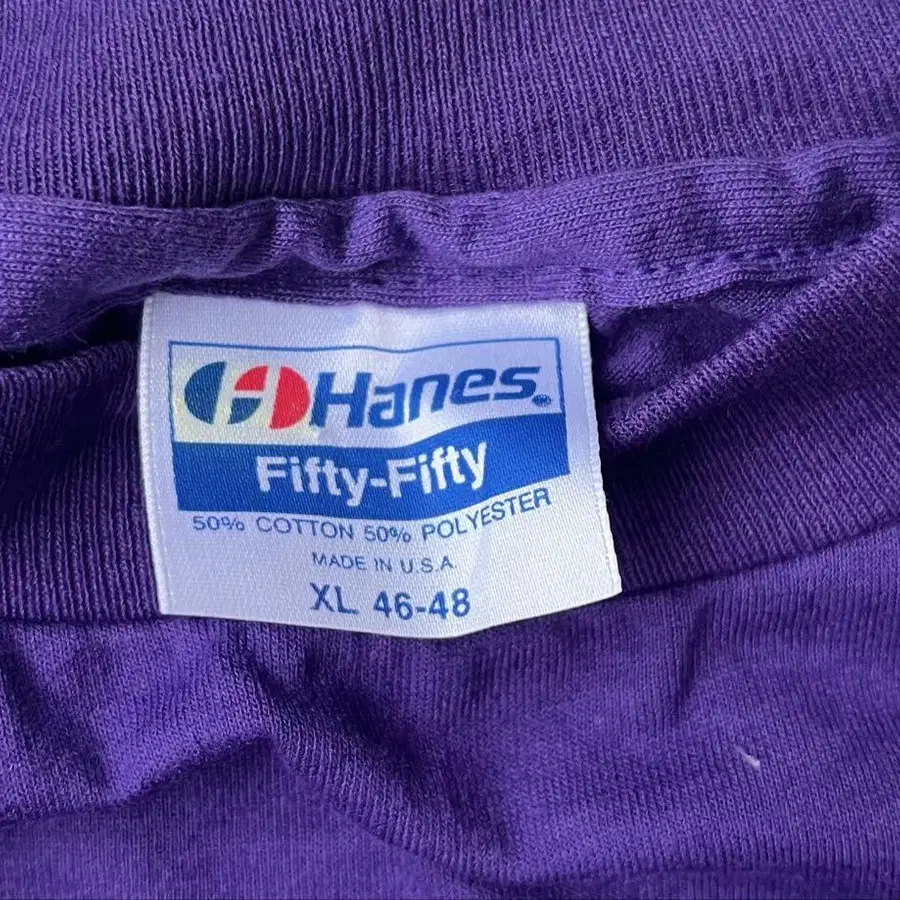 Hanes
Fifty-Fifty
50% COTTON 50% POLYESTER
MADE IN U.S.A.
XL 46-48